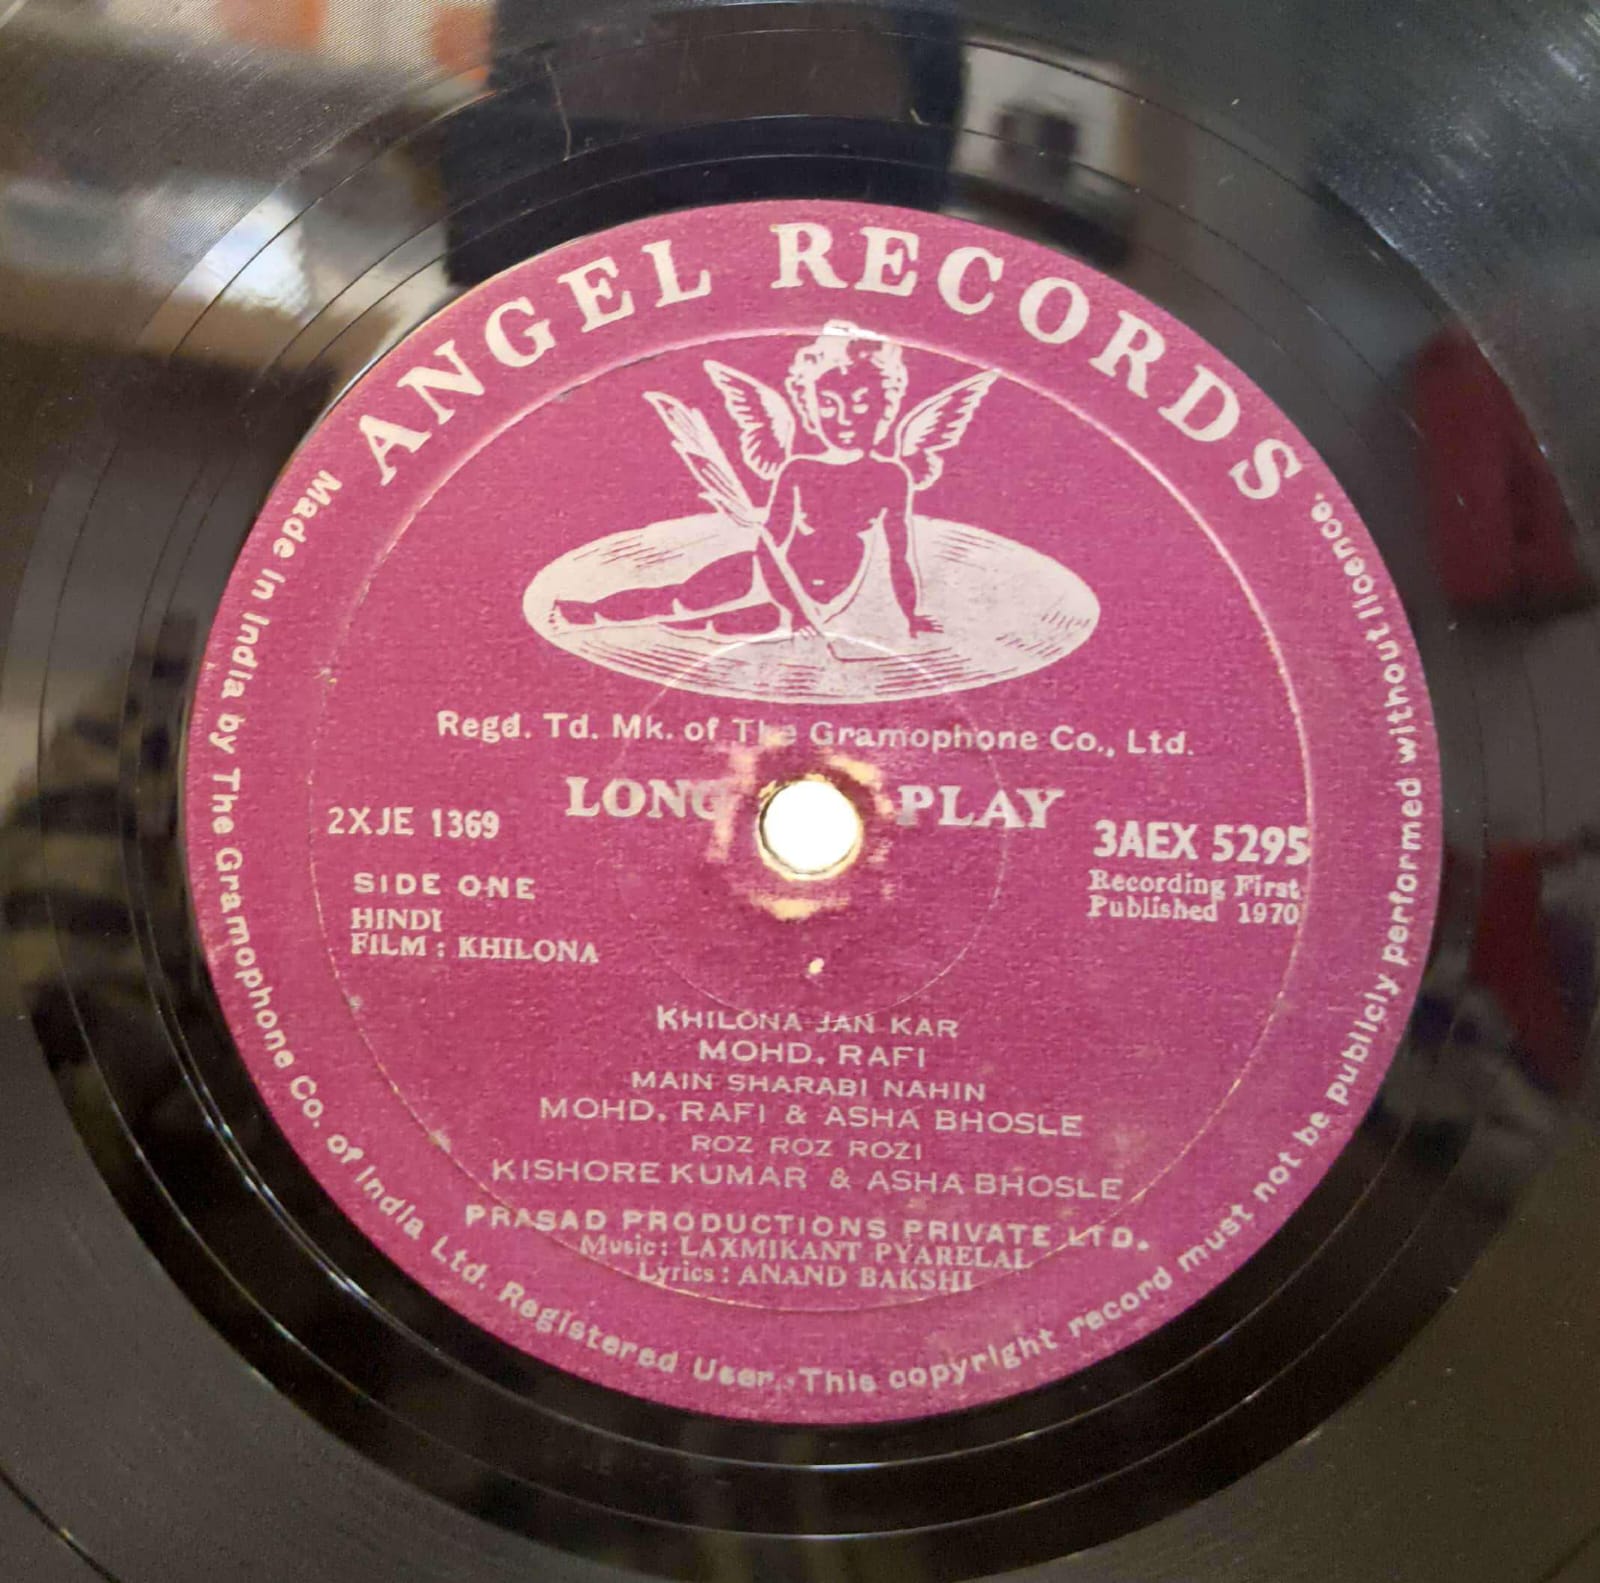 ANGEL RECORDS
Regd. Td. Mk. of The Gramophone Co., Ltd.
LONG PLAY
2XJE 1369
3AEX 5295
Recording First
Published 1970
SIDE ONE
HINDI
FILM : KHILONA
KHILONA JAN KAR
MOHD. RAFI
MAIN SHARABI NAHIN
MOHD. RAFI & ASHA BHOSLE
ROZ ROZ ROZI
KISHORE KUMAR & ASHA BHOSLE
PRASAD PRODUCTIONS PRIVATE LTD.
Music: LAXMIKANT PYARELAL
Lyrics : ANAND BAKSHI
Made in India by The Gramophone Co. of India Ltd. Registered User. This copyright record must not be publicly performed without licence.